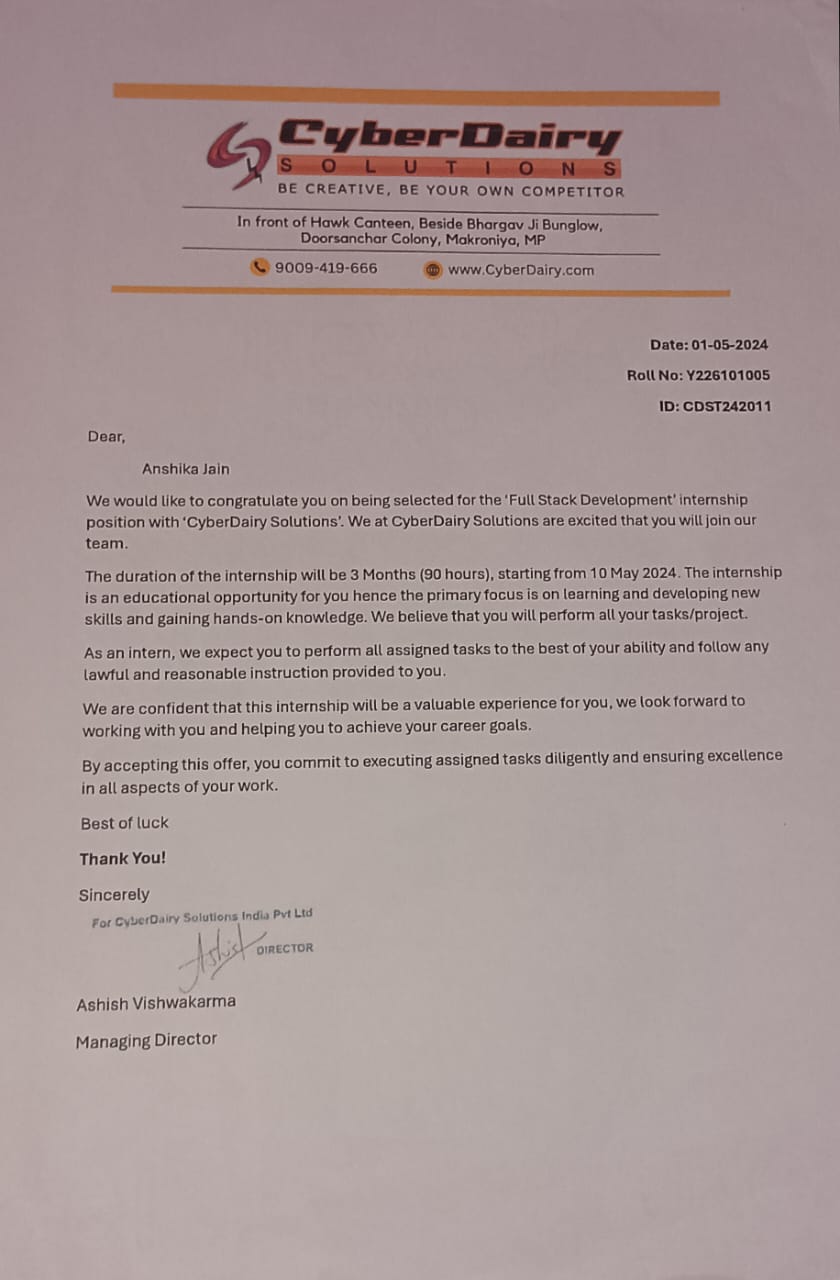 CyberDairy
SOLUTIONS
BE CREATIVE, BE YOUR OWN COMPETITOR
In front of Hawk Canteen, Beside Bhargav Ji Bunglow,
Doorsanchar Colony, Makroniya, MP
9009-419-666 www.CyberDairy.com
Date: 01-05-2024
Roll No: Y226101005
ID: CDST242011
Dear,
Anshika Jain
We would like to congratulate you on being selected for the ‘Full Stack Development’ internship
position with ‘CyberDairy Solutions’. We at CyberDairy Solutions are excited that you will join our
team.
The duration of the internship will be 3 Months (90 hours), starting from 10 May 2024. The internship
is an educational opportunity for you hence the primary focus is on learning and developing new
skills and gaining hands-on knowledge. We believe that you will perform all your tasks/project.
As an intern, we expect you to perform all assigned tasks to the best of your ability and follow any
lawful and reasonable instruction provided to you.
We are confident that this internship will be a valuable experience for you, we look forward to
working with you and helping you to achieve your career goals.
By accepting this offer, you commit to executing assigned tasks diligently and ensuring excellence
in all aspects of your work.
Best of luck
Thank You!
Sincerely
For CyberDairy Solutions India Pvt Ltd
Ashish DIRECTOR
Ashish Vishwakarma
Managing Director